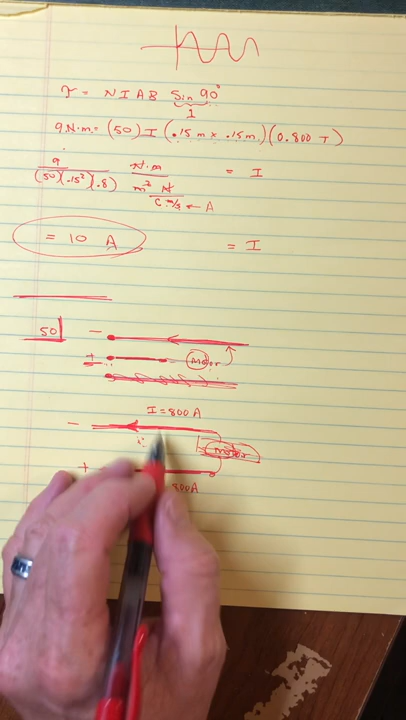 τ = N I A B Sin 90°
1
9 N·m = (50) I (.15 m × .15 m)(0.800 T)
9 / (50)(.15²)(.8) N·m / m² N / C·m/s ← A = I
= 10 A = I
50
−
+ Motor
I = 800 A
−
i
motor
+
800A